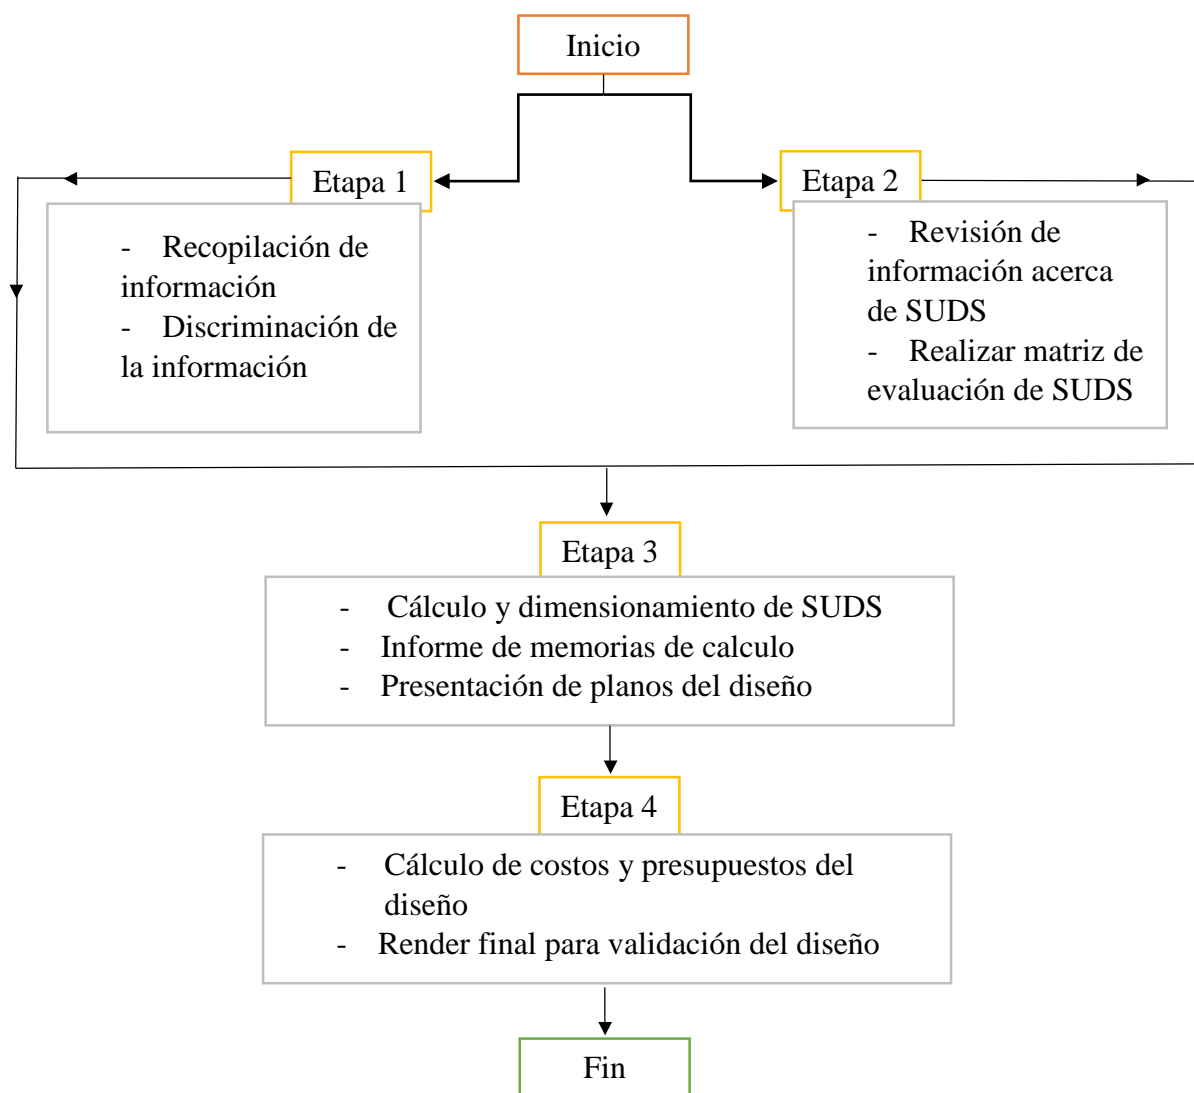 Inicio
Etapa 1
- Recopilación de
información
- Discriminación de
la información
Etapa 2
- Revisión de
información acerca
de SUDS
- Realizar matriz de
evaluación de SUDS
Etapa 3
- Cálculo y dimensionamiento de SUDS
- Informe de memorias de calculo
- Presentación de planos del diseño
Etapa 4
- Cálculo de costos y presupuestos del
diseño
- Render final para validación del diseño
Fin